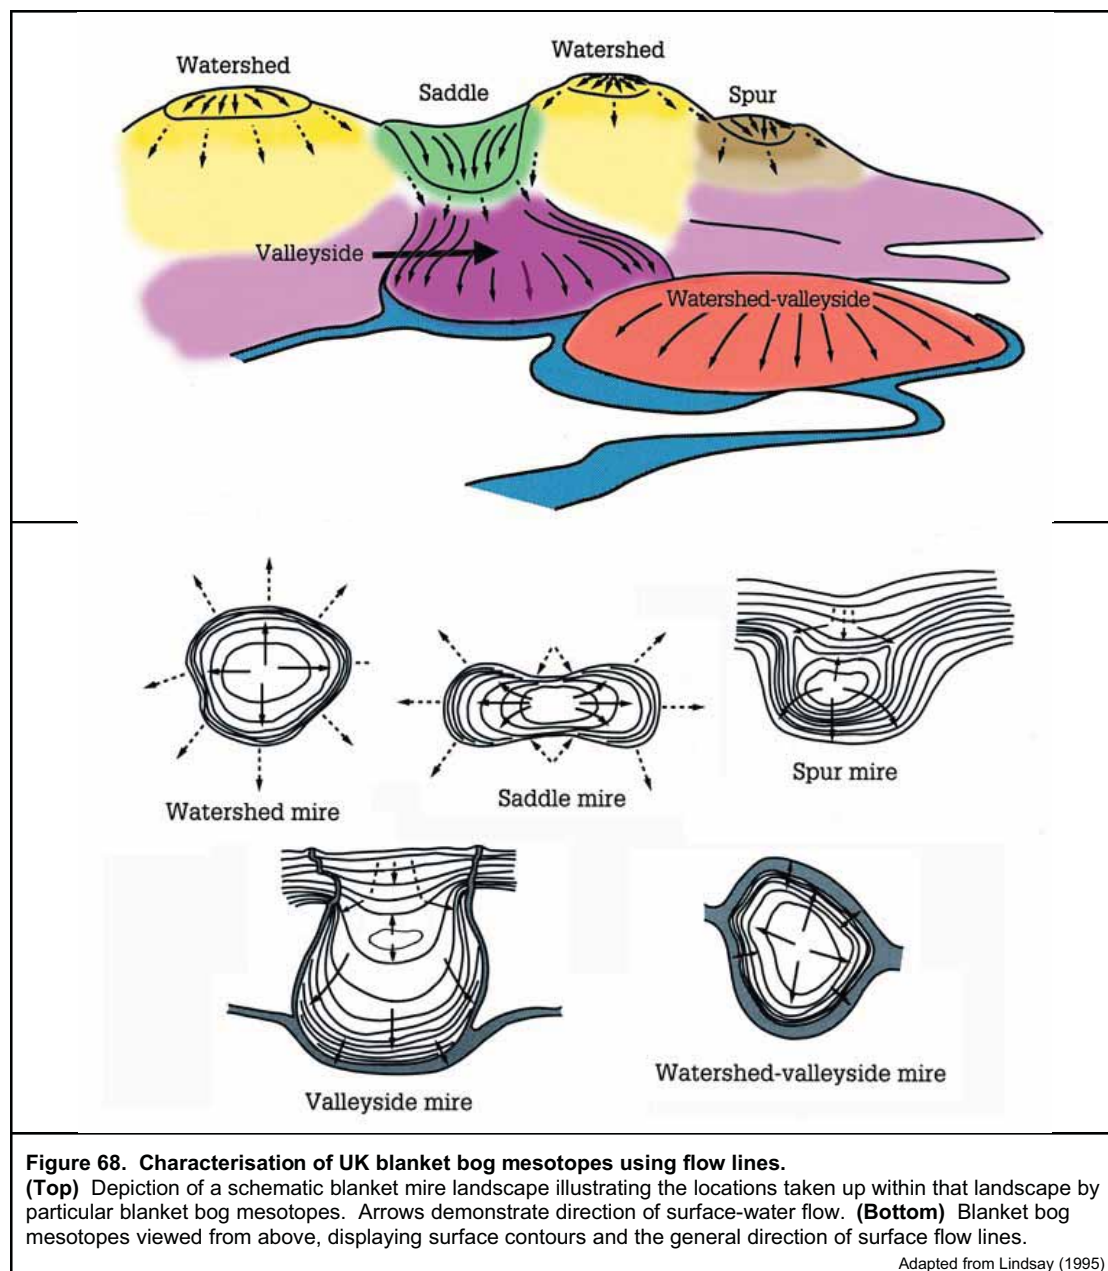 Watershed
Watershed
Saddle
Spur
Valleyside
Watershed-valleyside
Watershed mire
Saddle mire
Spur mire
Valleyside mire
Watershed-valleyside mire
Figure 68. Characterisation of UK blanket bog mesotopes using flow lines.
(Top) Depiction of a schematic blanket mire landscape illustrating the locations taken up within that landscape by
particular blanket bog mesotopes. Arrows demonstrate direction of surface-water flow. (Bottom) Blanket bog
mesotopes viewed from above, displaying surface contours and the general direction of surface flow lines.
Adapted from Lindsay (1995)